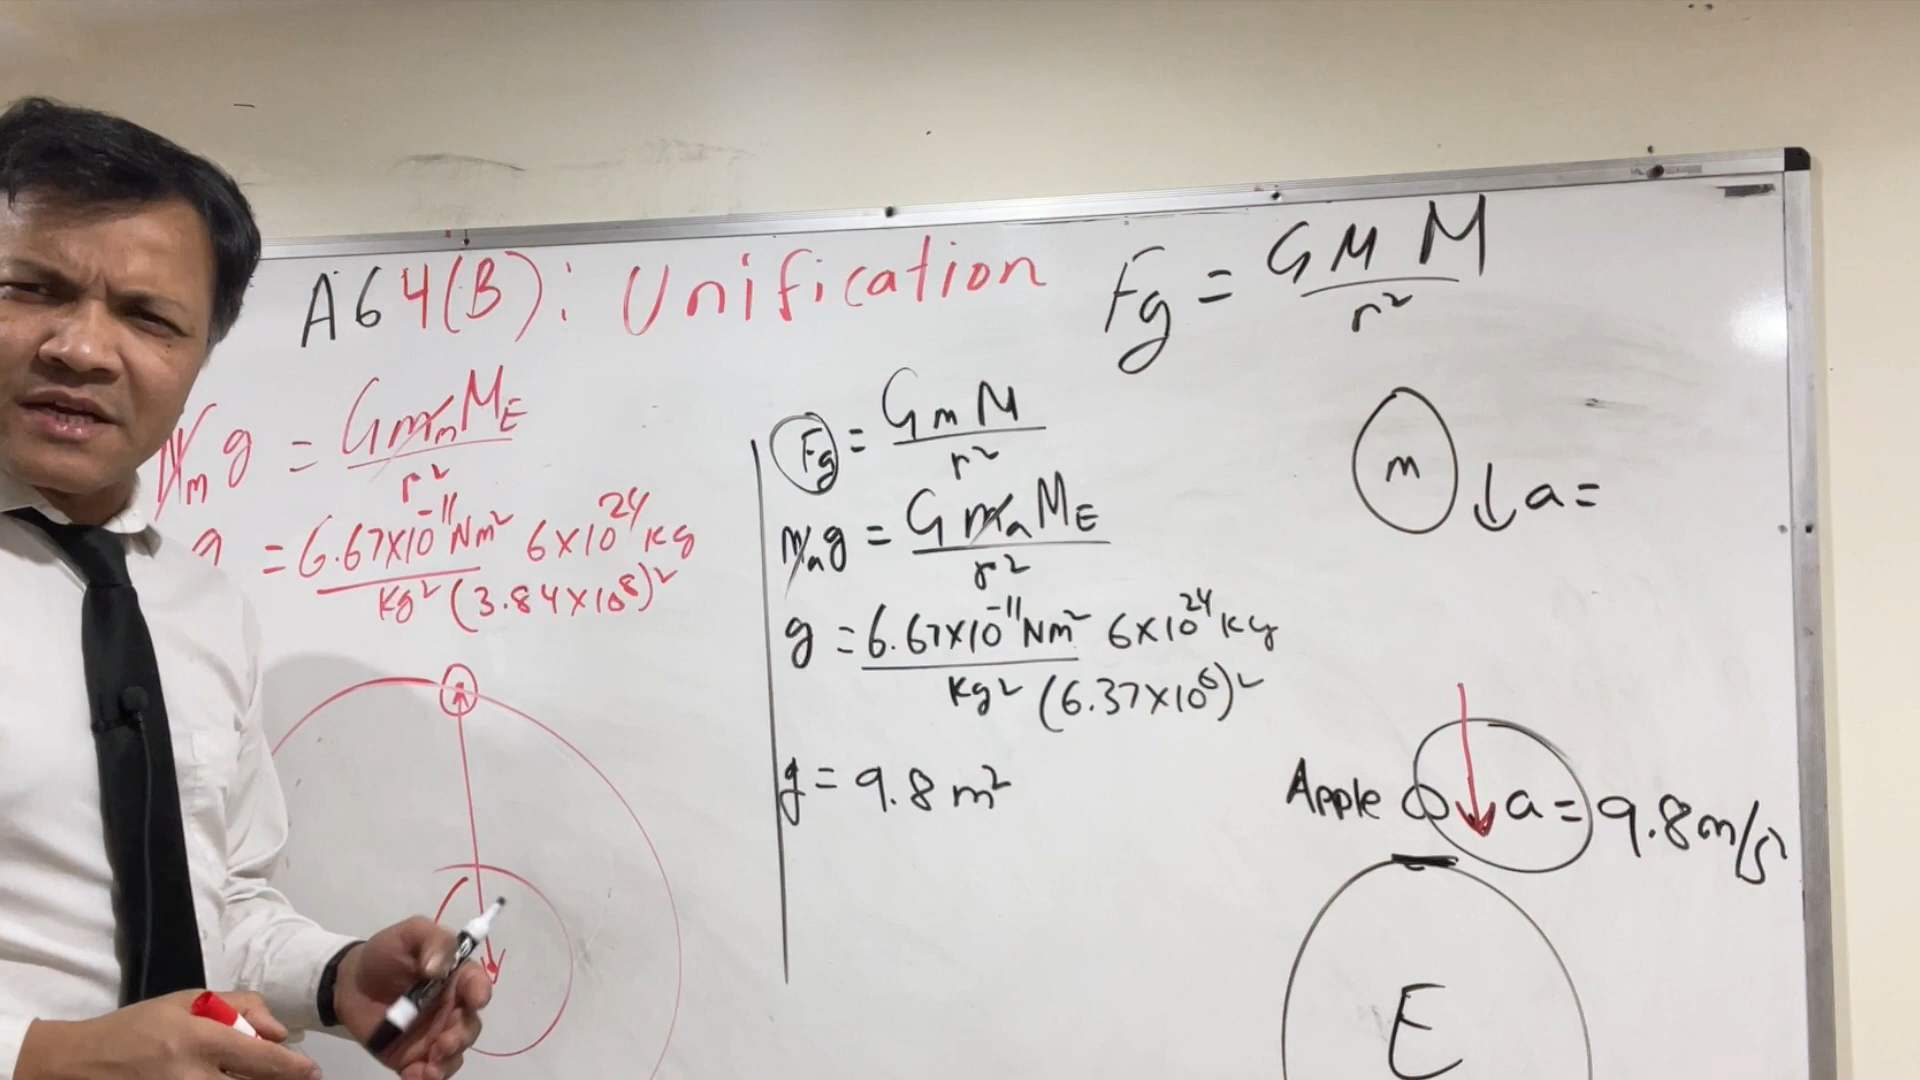 A64(B): Unification
Fg = GMM/r²
Mm g = GmmME/r²
g = 6.67×10⁻¹¹Nm² 6×10²⁴kg / kg² (3.84×10⁸)²
Fg = GmM/r²
mag = GmaME/r²
g = 6.67×10⁻¹¹Nm² 6×10²⁴kg / kg² (6.37×10⁶)²
g = 9.8 m²
m ↓a =
Apple a = 9.8m/s
E